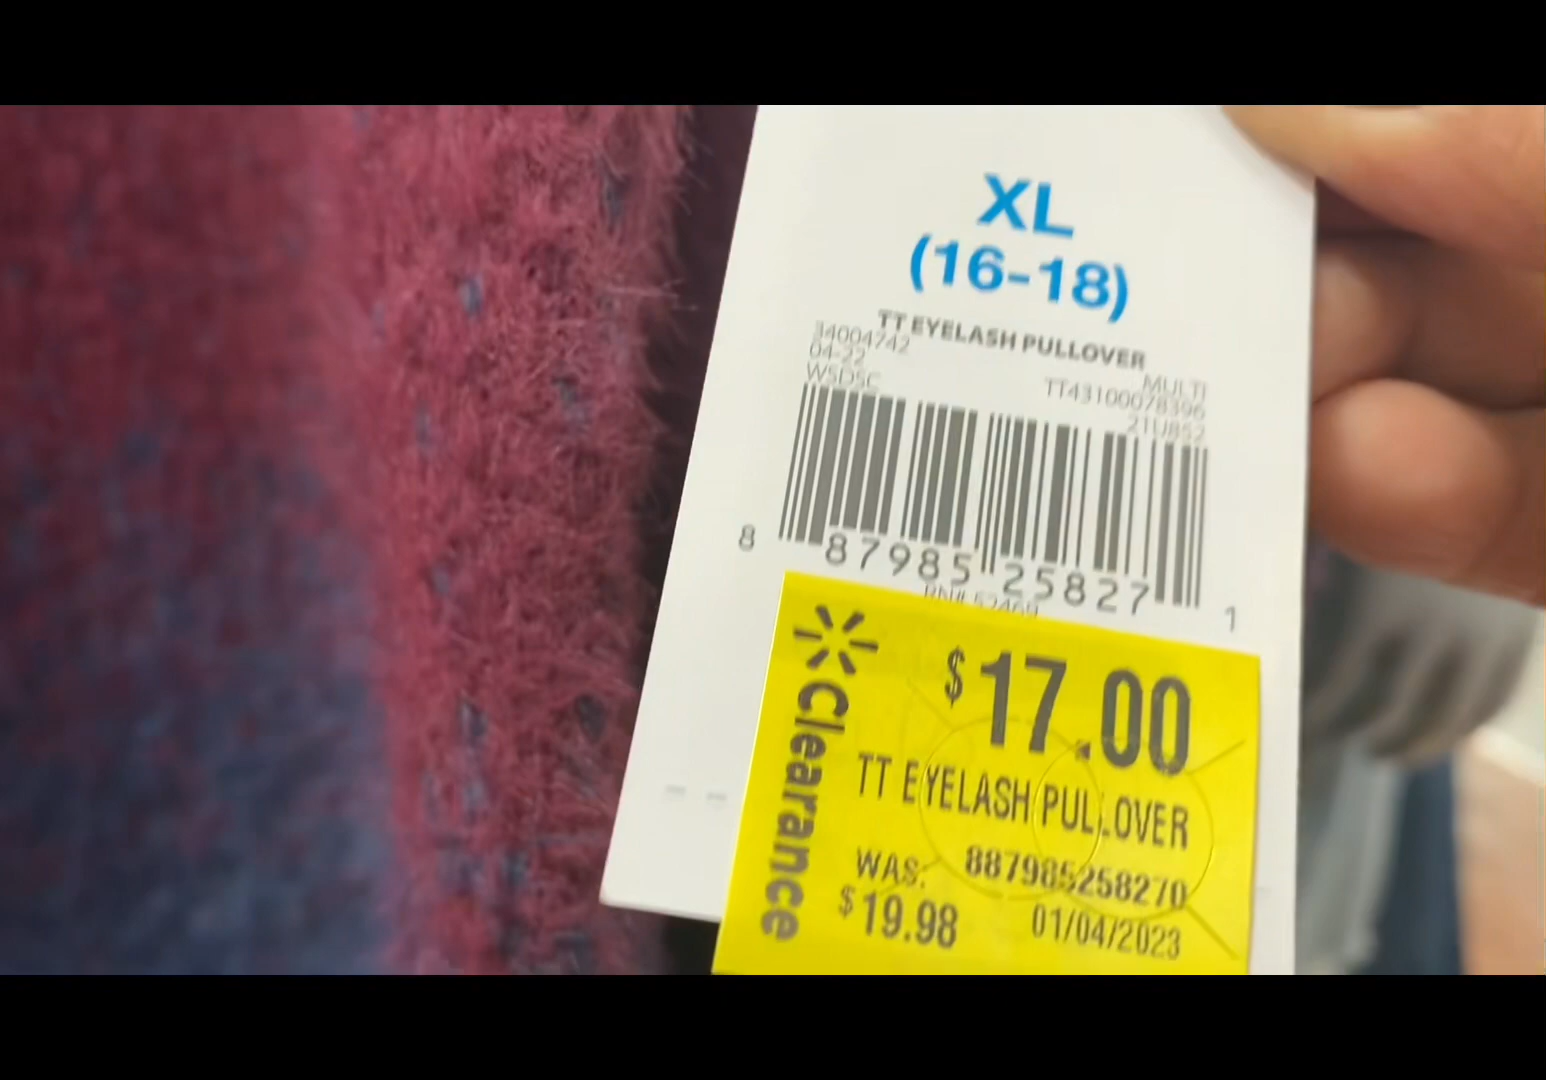 XL
(16-18)
TT EYELASH PULLOVER
34004742
MULTI
04-22
TT43100078396
WSDSC
21U852
8 87985 25827 1
$17.00
TT EYELASH PULLOVER
WAS: 887985258270
$19.98 01/04/2023
Clearance